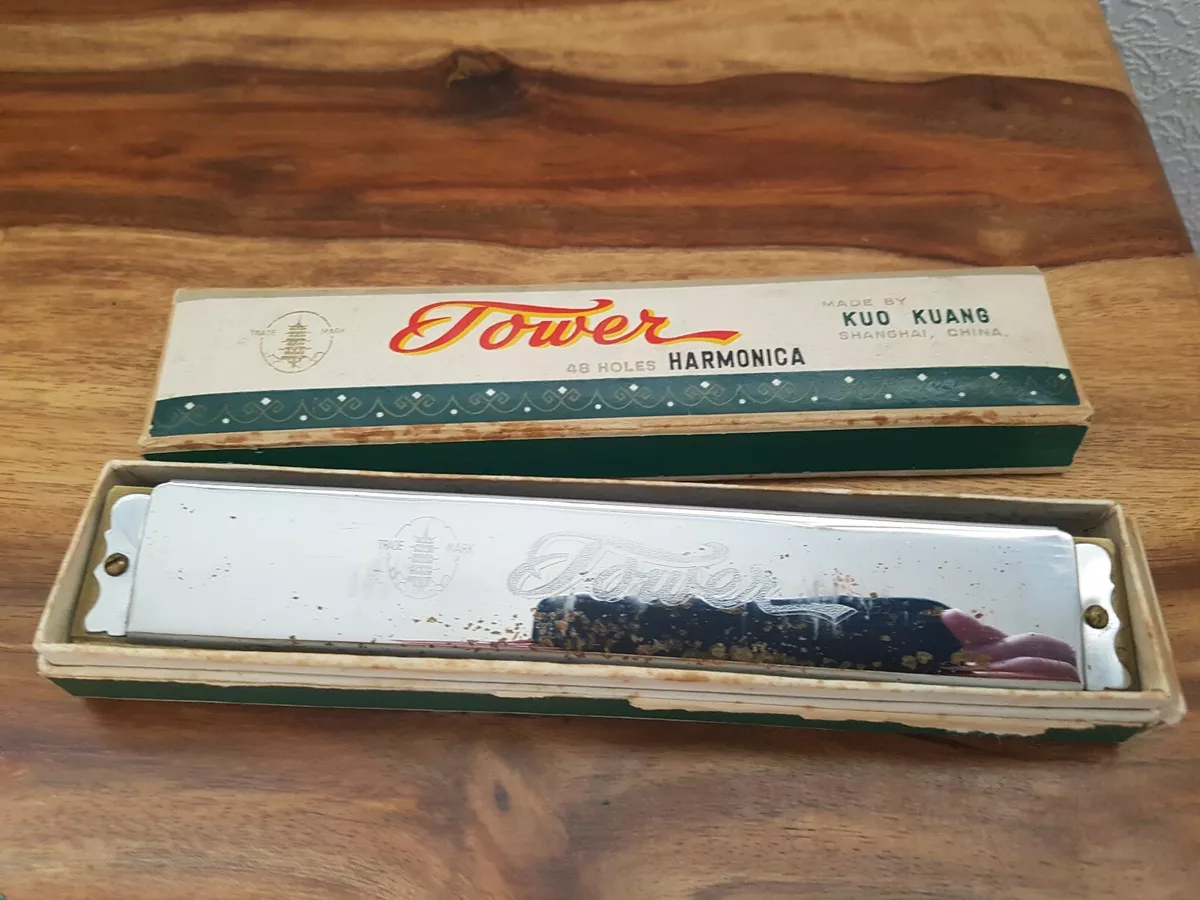 TRADE MARK
Tower
48 HOLES HARMONICA
MADE BY
KUO KUANG
SHANGHAI, CHINA.
TRADE MARK
Tower